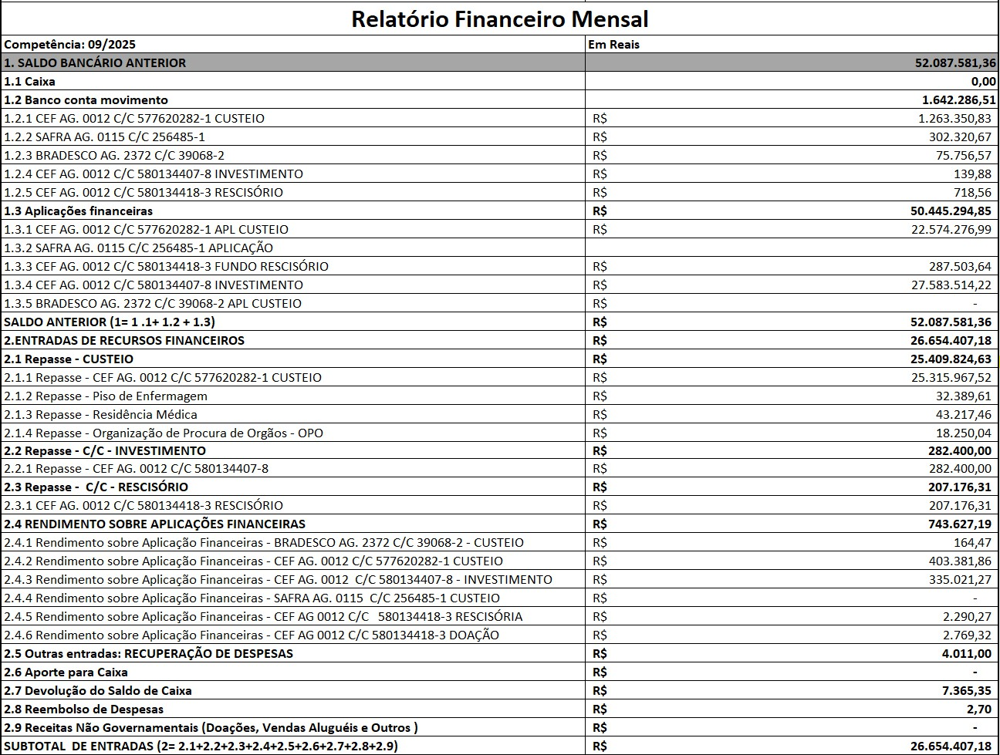 Relatório Financeiro Mensal
Competência: 09/2025 Em Reais
1. SALDO BANCÁRIO ANTERIOR 52.087.581,36
1.1 Caixa 0,00
1.2 Banco conta movimento 1.642.286,51
1.2.1 CEF AG. 0012 C/C 577620282-1 CUSTEIO R$ 1.263.350,83
1.2.2 SAFRA AG. 0115 C/C 256485-1 R$ 302.320,67
1.2.3 BRADESCO AG. 2372 C/C 39068-2 R$ 75.756,57
1.2.4 CEF AG. 0012 C/C 580134407-8 INVESTIMENTO R$ 139,88
1.2.5 CEF AG. 0012 C/C 580134418-3 RESCISÓRIO R$ 718,56
1.3 Aplicações financeiras R$ 50.445.294,85
1.3.1 CEF AG. 0012 C/C 577620282-1 APL CUSTEIO R$ 22.574.276,99
1.3.2 SAFRA AG. 0115 C/C 256485-1 APLICAÇÃO
1.3.3 CEF AG. 0012 C/C 580134418-3 FUNDO RESCISÓRIO R$ 287.503,64
1.3.4 CEF AG. 0012 C/C 580134407-8 INVESTIMENTO R$ 27.583.514,22
1.3.5 BRADESCO AG. 2372 C/C 39068-2 APL CUSTEIO R$ -
SALDO ANTERIOR (1= 1 .1+ 1.2 + 1.3) R$ 52.087.581,36
2.ENTRADAS DE RECURSOS FINANCEIROS R$ 26.654.407,18
2.1 Repasse - CUSTEIO R$ 25.409.824,63
2.1.1 Repasse - CEF AG. 0012 C/C 577620282-1 CUSTEIO R$ 25.315.967,52
2.1.2 Repasse - Piso de Enfermagem R$ 32.389,61
2.1.3 Repasse - Residência Médica R$ 43.217,46
2.1.4 Repasse - Organização de Procura de Orgãos - OPO R$ 18.250,04
2.2 Repasse - C/C - INVESTIMENTO R$ 282.400,00
2.2.1 Repasse - CEF AG. 0012 C/C 580134407-8 R$ 282.400,00
2.3 Repasse - C/C - RESCISÓRIO R$ 207.176,31
2.3.1 CEF AG. 0012 C/C 580134418-3 RESCISÓRIO R$ 207.176,31
2.4 RENDIMENTO SOBRE APLICAÇÕES FINANCEIRAS R$ 743.627,19
2.4.1 Rendimento sobre Aplicação Financeiras - BRADESCO AG. 2372 C/C 39068-2 - CUSTEIO R$ 164,47
2.4.2 Rendimento sobre Aplicação Financeiras - CEF AG. 0012 C/C 577620282-1 CUSTEIO R$ 403.381,86
2.4.3 Rendimento sobre Aplicação Financeiras - CEF AG. 0012 C/C 580134407-8 - INVESTIMENTO R$ 335.021,27
2.4.4 Rendimento sobre Aplicação Financeiras - SAFRA AG. 0115 C/C 256485-1 CUSTEIO R$ -
2.4.5 Rendimento sobre Aplicação Financeiras - CEF AG 0012 C/C 580134418-3 RESCISÓRIA R$ 2.290,27
2.4.6 Rendimento sobre Aplicação Financeiras - CEF AG 0012 C/C 580134418-3 DOAÇÃO R$ 2.769,32
2.5 Outras entradas: RECUPERAÇÃO DE DESPESAS R$ 4.011,00
2.6 Aporte para Caixa R$ -
2.7 Devolução do Saldo de Caixa R$ 7.365,35
2.8 Reembolso de Despesas R$ 2,70
2.9 Receitas Não Governamentais (Doações, Vendas Aluguéis e Outros ) R$ -
SUBTOTAL DE ENTRADAS (2= 2.1+2.2+2.3+2.4+2.5+2.6+2.7+2.8+2.9) R$ 26.654.407,18